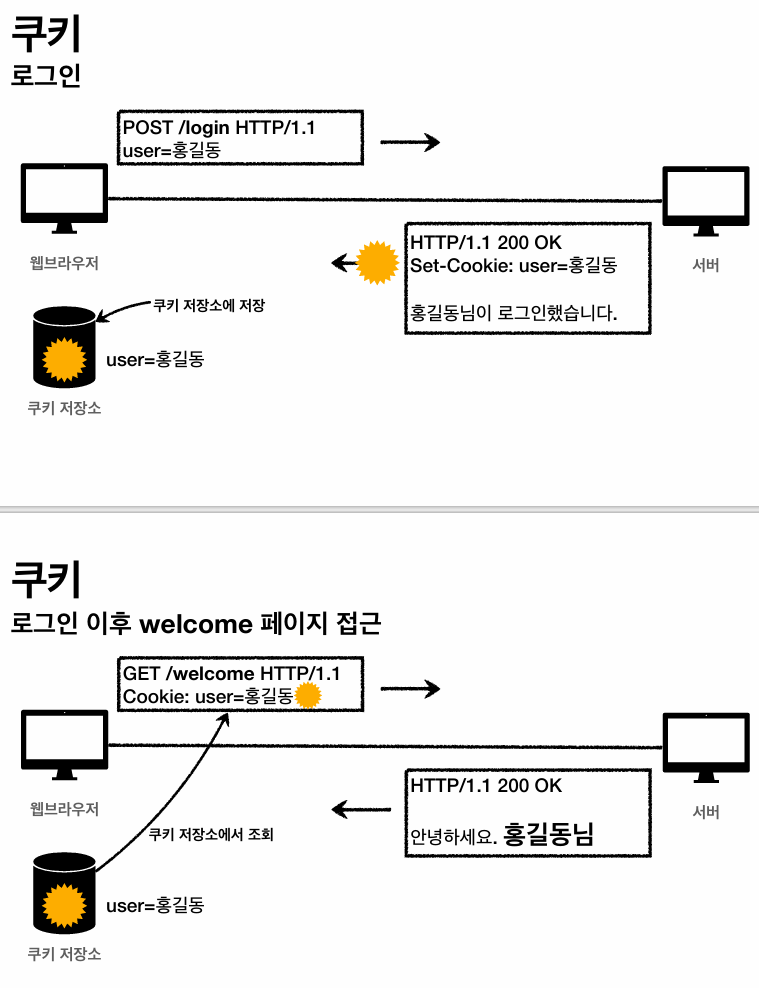 쿠키
로그인
POST /login HTTP/1.1
user=홍길동
HTTP/1.1 200 OK
Set-Cookie: user=홍길동
홍길동님이 로그인했습니다.
웹브라우저
서버
쿠키 저장소에 저장
user=홍길동
쿠키 저장소
쿠키
로그인 이후 welcome 페이지 접근
GET /welcome HTTP/1.1
Cookie: user=홍길동
HTTP/1.1 200 OK
안녕하세요. 홍길동님
웹브라우저
서버
쿠키 저장소에서 조회
user=홍길동
쿠키 저장소